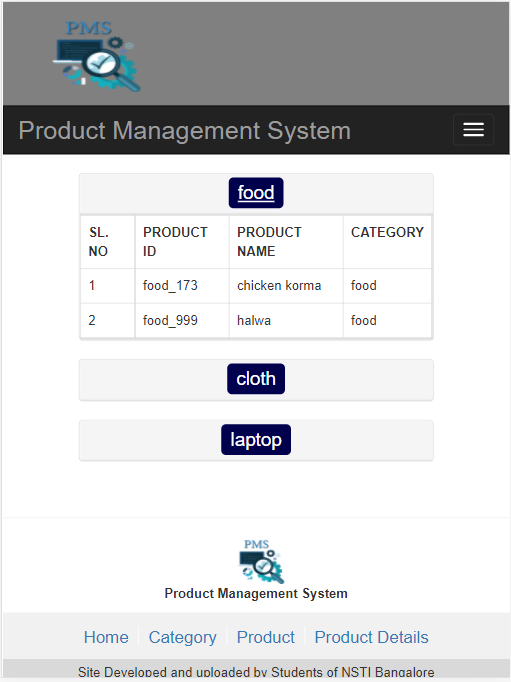 PMS
Product Management System
food
SL. NO PRODUCT ID PRODUCT NAME CATEGORY
1 food_173 chicken korma food
2 food_999 halwa food
cloth
laptop
PMS
Product Management System
Home Category Product Product Details
Site Developed and uploaded by Students of NSTI Bangalore